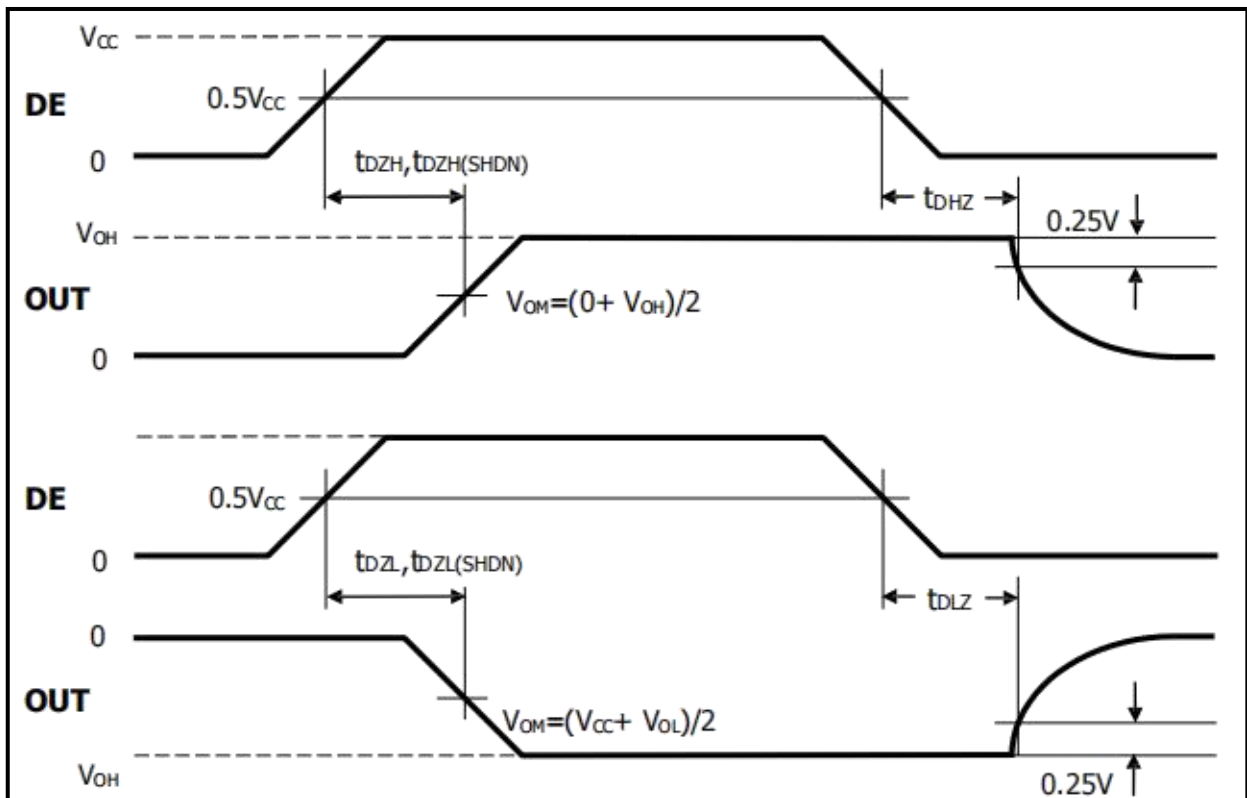 VCC
DE
0.5VCC
0
tDZH,tDZH(SHDN)
tDHZ
VOH
0.25V
OUT
VOM=(0+ VOH)/2
0
DE
0.5VCC
0
tDZL,tDZL(SHDN)
tDLZ
0
OUT
VOM=(VCC+ VOL)/2
VOH
0.25V